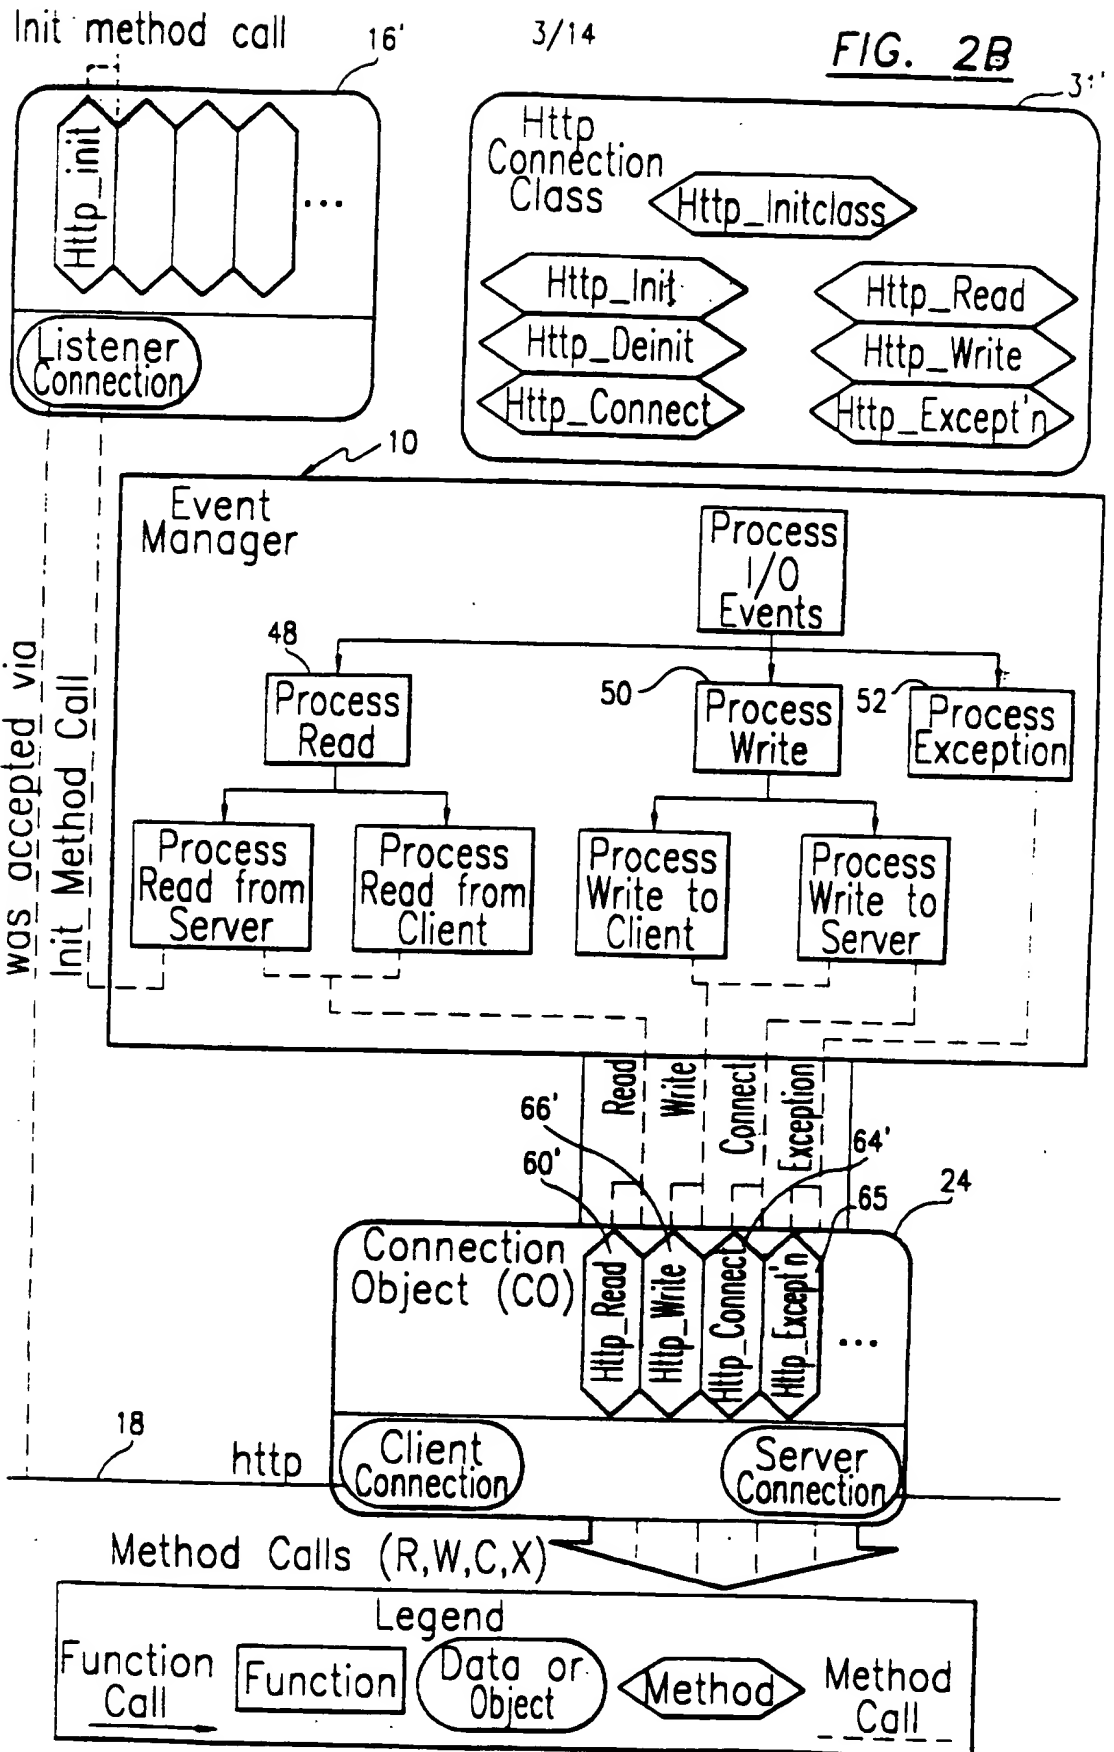 Init method call
16'
3/14
FIG. 2B
31'
Http_init
...
Listener
Connection
Http
Connection
Class
Http_Initclass
Http_Init
Http_Deinit
Http_Connect
Http_Read
Http_Write
Http_Except'n
10
Event
Manager
Process
I/O
Events
48
Process
Read
50
Process
Write
52
Process
Exception
was accepted via
Init Method Call
Process
Read from
Server
Process
Read from
Client
Process
Write to
Client
Process
Write to
Server
Read
Write
Connect
Exception
66'
60'
64'
65
24
Connection
Object (CO)
Http_Read
Http_Write
Http_Connect
Http_Except'n
...
18
http
Client
Connection
Server
Connection
Method Calls (R,W,C,X)
Legend
Function
Call
Function
Data or
Object
Method
Method
Call